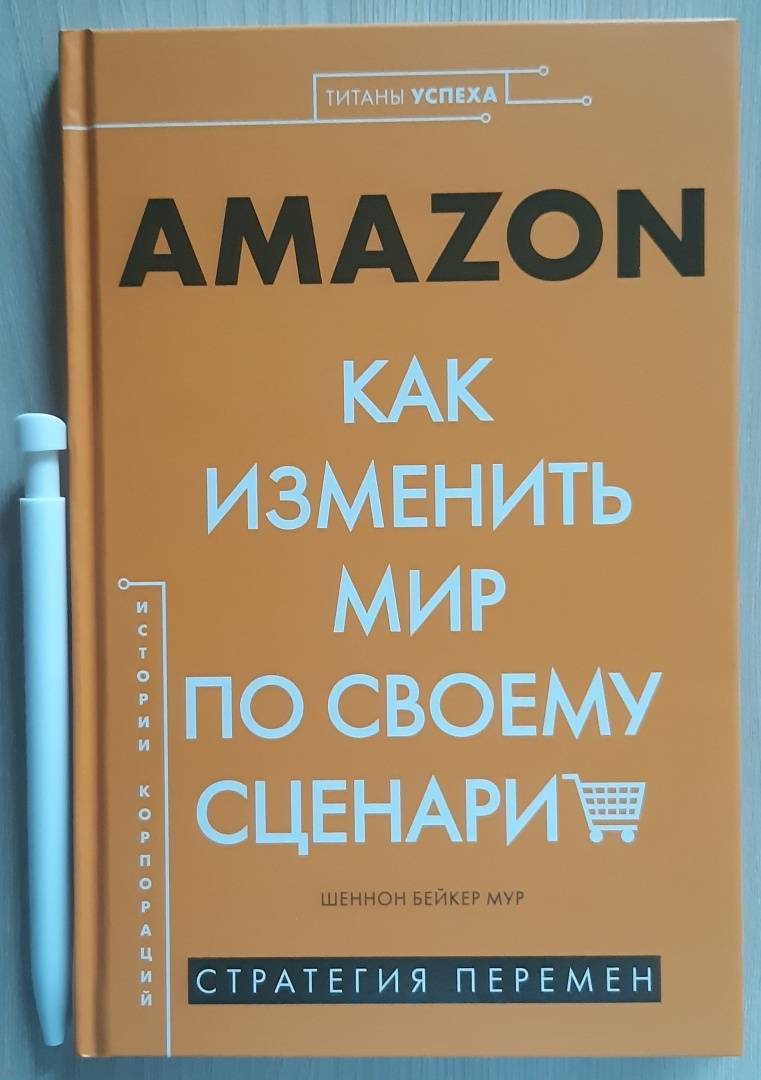 ТИТАНЫ УСПЕХА
AMAZON
КАК
ИЗМЕНИТЬ
МИР
ПО СВОЕМУ
СЦЕНАРИ
ИСТОРИИ КОРПОРАЦИЙ
ШЕННОН БЕЙКЕР МУР
СТРАТЕГИЯ ПЕРЕМЕН